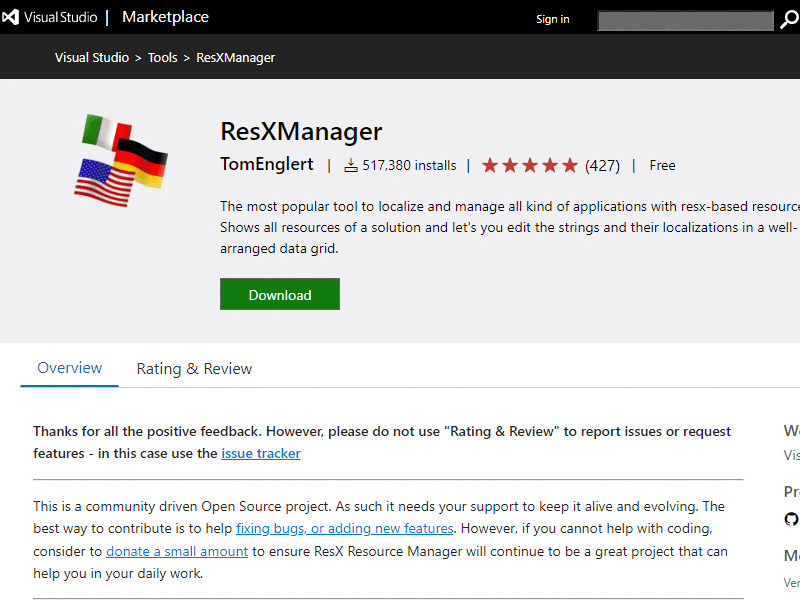 Visual Studio | Marketplace
Sign in
Visual Studio > Tools > ResXManager
ResXManager
TomEnglert | 517,380 installs | (427) | Free
The most popular tool to localize and manage all kind of applications with resx-based resource
Shows all resources of a solution and let's you edit the strings and their localizations in a well-
arranged data grid.
Download
Overview
Rating & Review
Thanks for all the positive feedback. However, please do not use "Rating & Review" to report issues or request
features - in this case use the issue tracker
This is a community driven Open Source project. As such it needs your support to keep it alive and evolving. The
best way to contribute is to help fixing bugs, or adding new features. However, if you cannot help with coding,
consider to donate a small amount to ensure ResX Resource Manager will continue to be a great project that can
help you in your daily work.